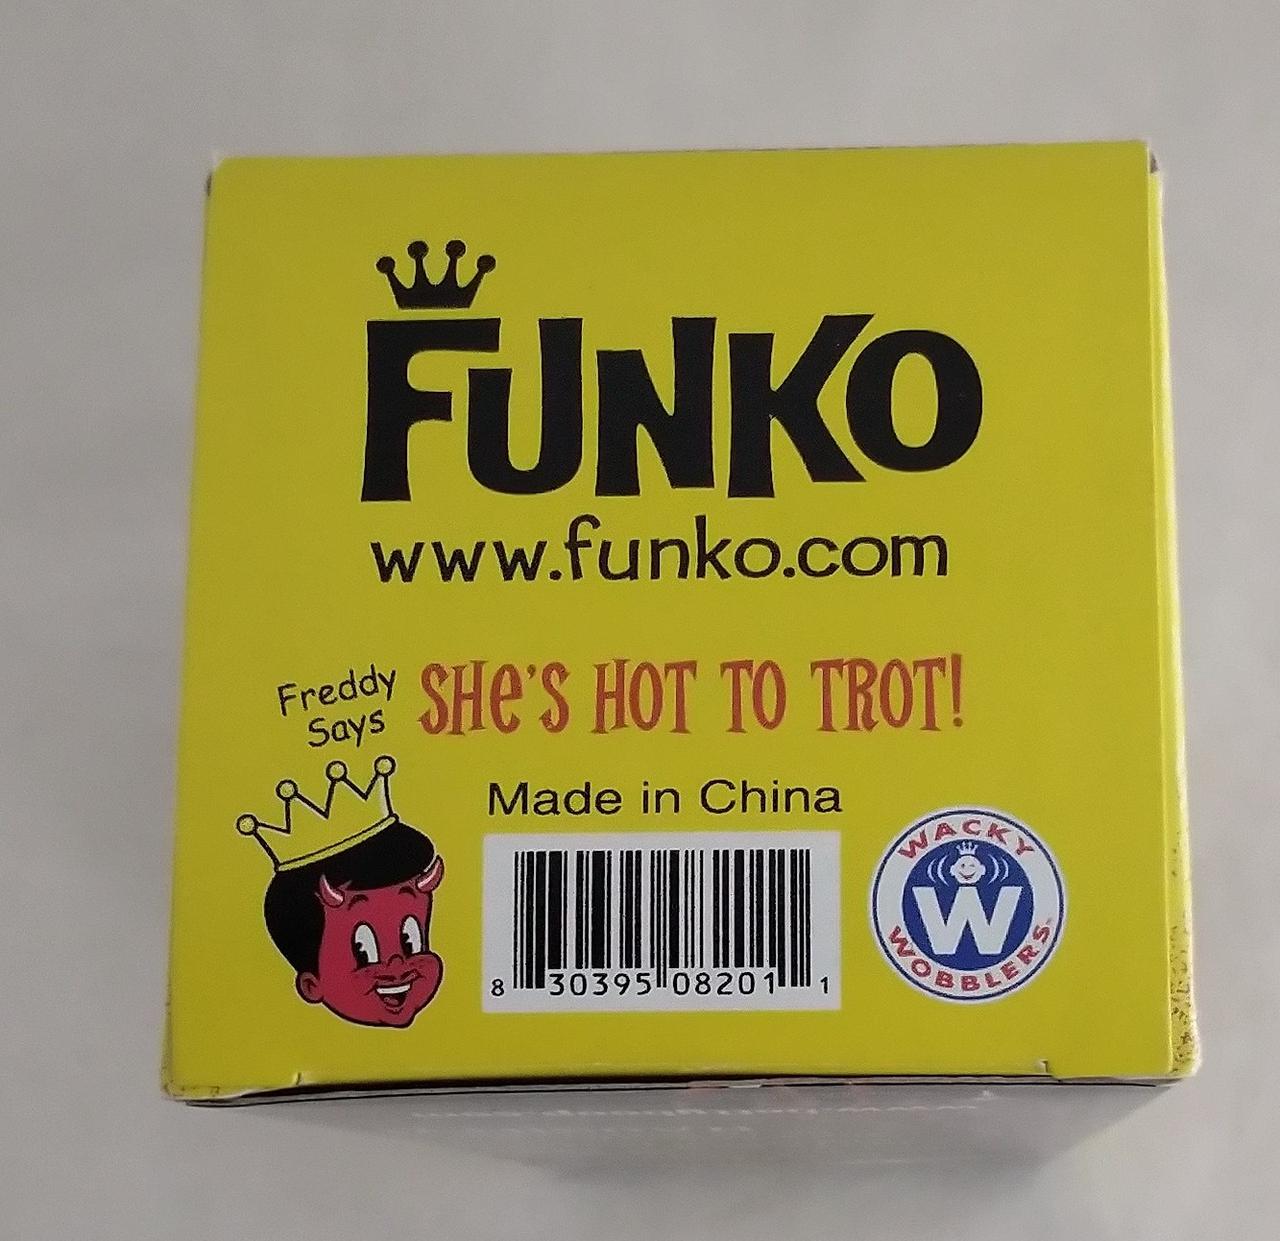 FUNKO
www.funko.com
Freddy
Says
SHe's HOT TO TROT!
Made in China
8 30395 08201 1
WACKY
W
WOBBLERS